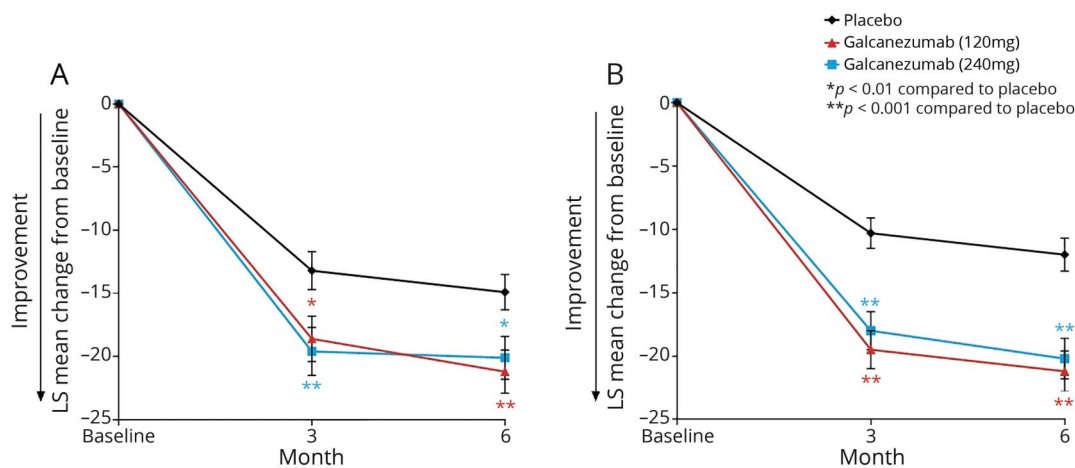 Placebo
Galcanezumab (120mg)
Galcanezumab (240mg)
*p < 0.01 compared to placebo
**p < 0.001 compared to placebo
A
Improvement
LS mean change from baseline
0
−5
−10
−15
−20
−25
*
**
*
**
Baseline
3
6
Month
B
Improvement
LS mean change from baseline
0
−5
−10
−15
−20
−25
**
**
**
**
Baseline
3
6
Month